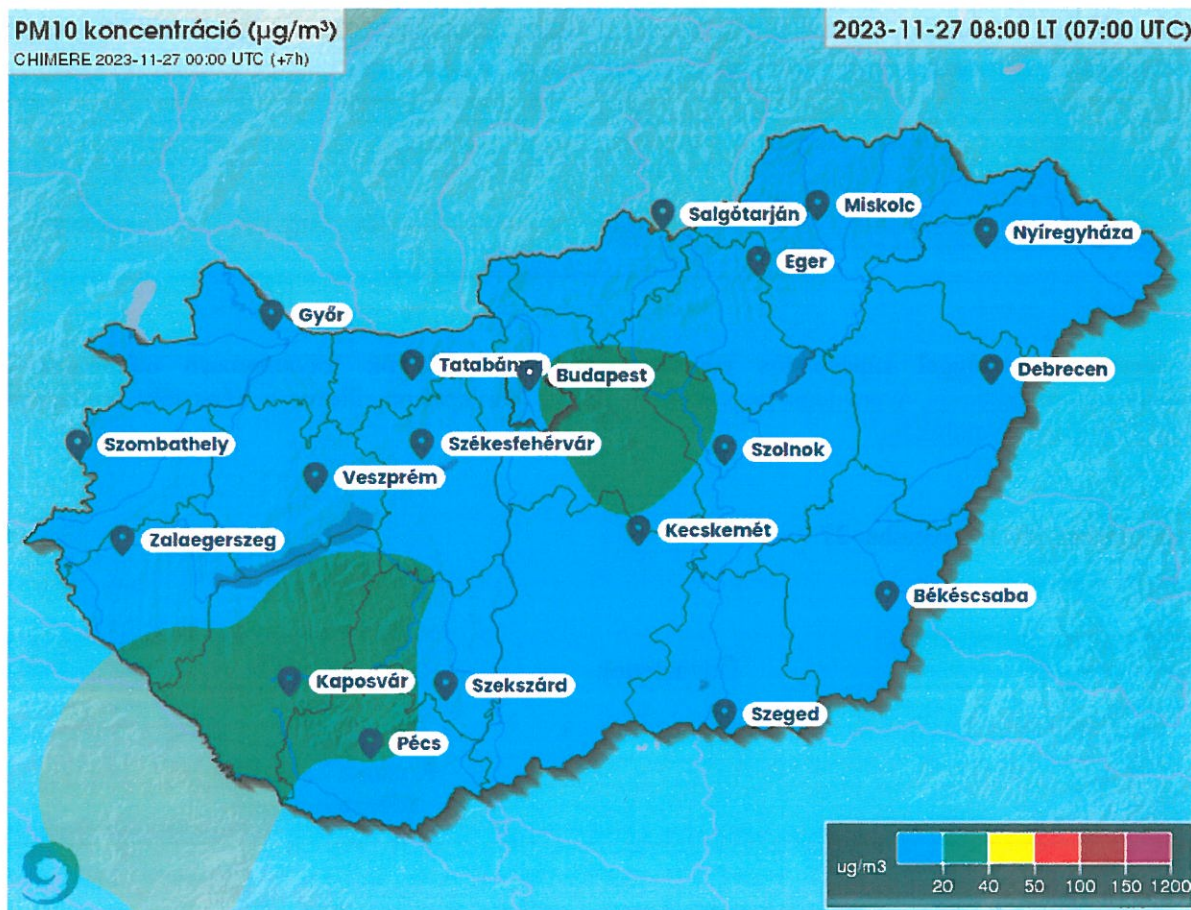 PM10 koncentráció (µg/m³)
CHIMERE 2023-11-27 00:00 UTC (+7h)
2023-11-27 08:00 LT (07:00 UTC)
Salgótarján
Miskolc
Nyíregyháza
Eger
Győr
Tatabánya
Budapest
Debrecen
Szombathely
Székesfehérvár
Szolnok
Veszprém
Zalaegerszeg
Kecskemét
Békéscsaba
Kaposvár
Szekszárd
Szeged
Pécs
ug/m3
20 40 50 100 150 1200